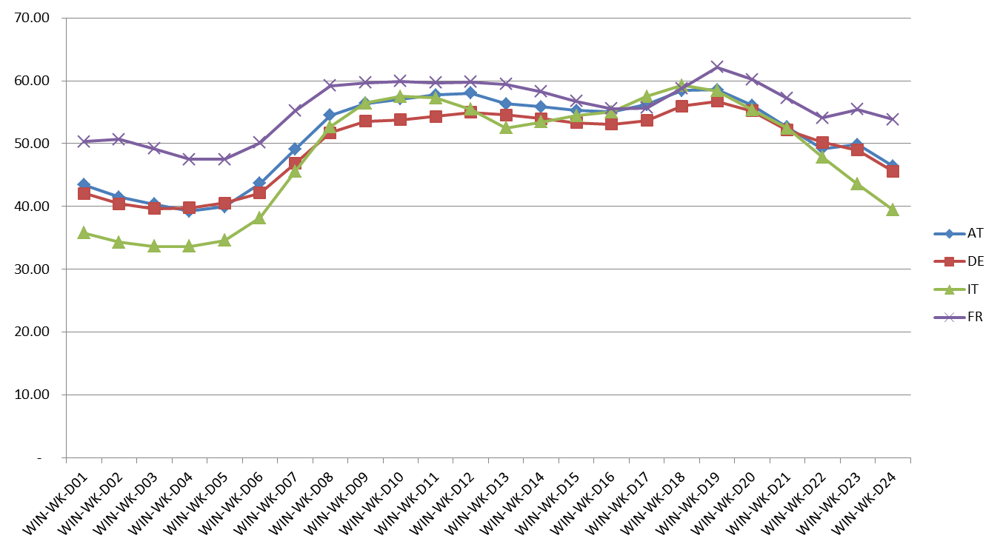 70.00
60.00
50.00
40.00
30.00
20.00
10.00
-
WIN-WK-D01
WIN-WK-D02
WIN-WK-D03
WIN-WK-D04
WIN-WK-D05
WIN-WK-D06
WIN-WK-D07
WIN-WK-D08
WIN-WK-D09
WIN-WK-D10
WIN-WK-D11
WIN-WK-D12
WIN-WK-D13
WIN-WK-D14
WIN-WK-D15
WIN-WK-D16
WIN-WK-D17
WIN-WK-D18
WIN-WK-D19
WIN-WK-D20
WIN-WK-D21
WIN-WK-D22
WIN-WK-D23
WIN-WK-D24
AT
DE
IT
FR